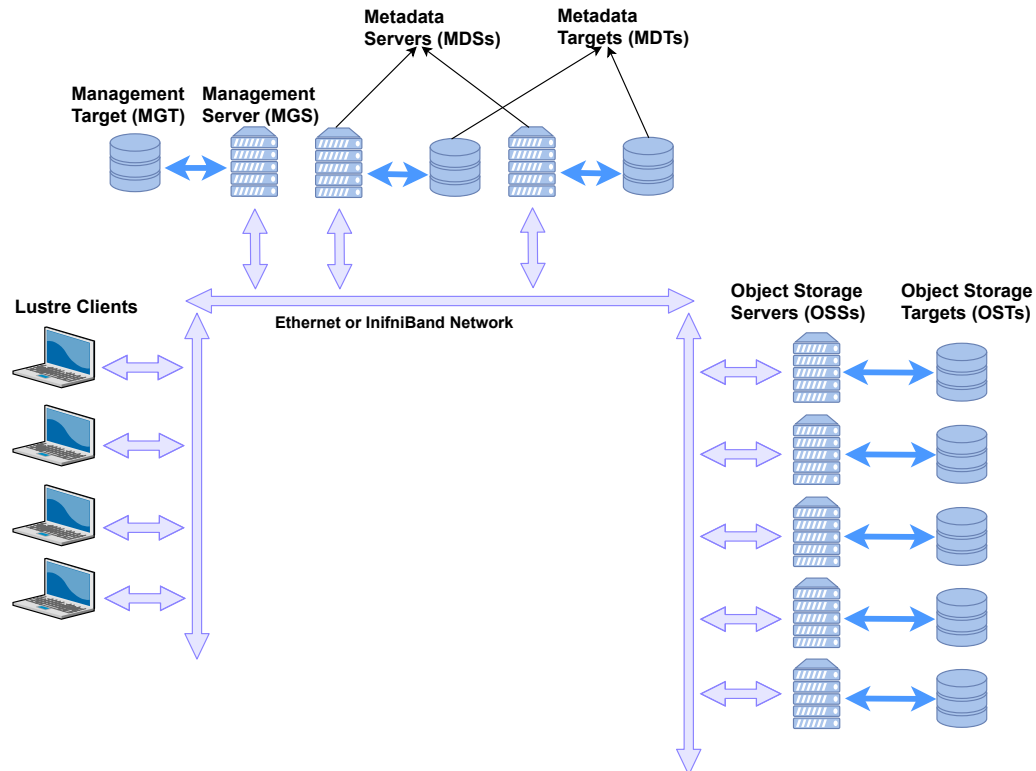 Metadada
Servers (MDSs)
Metadata
Targets (MDTs)
Management
Target (MGT)
Management
Server (MGS)
Lustre Clients
Ethernet or InifniBand Network
Object Storage
Servers (OSSs)
Object Storage
Targets (OSTs)